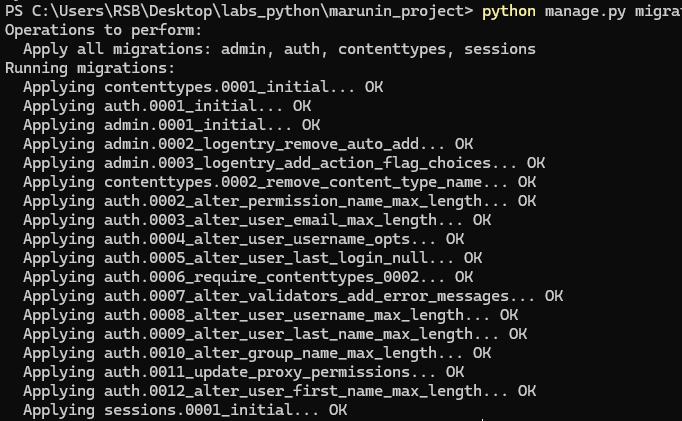 PS C:\Users\RSB\Desktop\labs_python\marunin_project> python manage.py migra
Operations to perform:
  Apply all migrations: admin, auth, contenttypes, sessions
Running migrations:
  Applying contenttypes.0001_initial... OK
  Applying auth.0001_initial... OK
  Applying admin.0001_initial... OK
  Applying admin.0002_logentry_remove_auto_add... OK
  Applying admin.0003_logentry_add_action_flag_choices... OK
  Applying contenttypes.0002_remove_content_type_name... OK
  Applying auth.0002_alter_permission_name_max_length... OK
  Applying auth.0003_alter_user_email_max_length... OK
  Applying auth.0004_alter_user_username_opts... OK
  Applying auth.0005_alter_user_last_login_null... OK
  Applying auth.0006_require_contenttypes_0002... OK
  Applying auth.0007_alter_validators_add_error_messages... OK
  Applying auth.0008_alter_user_username_max_length... OK
  Applying auth.0009_alter_user_last_name_max_length... OK
  Applying auth.0010_alter_group_name_max_length... OK
  Applying auth.0011_update_proxy_permissions... OK
  Applying auth.0012_alter_user_first_name_max_length... OK
  Applying sessions.0001_initial... OK